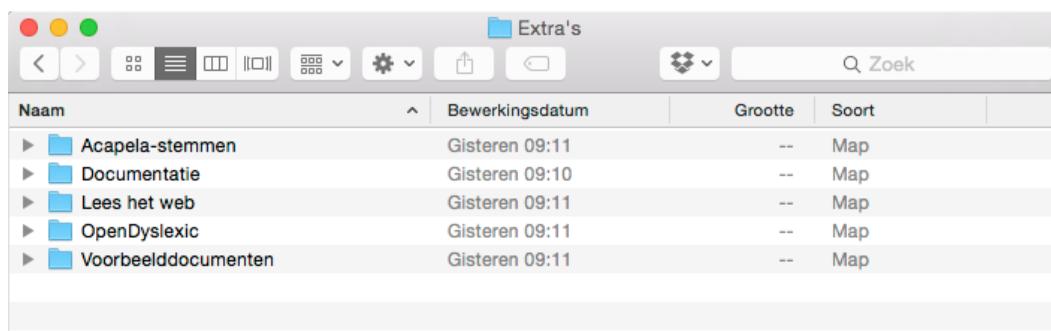 Extra's
Zoek
Naam Bewerkingsdatum Grootte Soort
Acapela-stemmen Gisteren 09:11 -- Map
Documentatie Gisteren 09:10 -- Map
Lees het web Gisteren 09:11 -- Map
OpenDyslexic Gisteren 09:11 -- Map
Voorbeelddocumenten Gisteren 09:11 -- Map